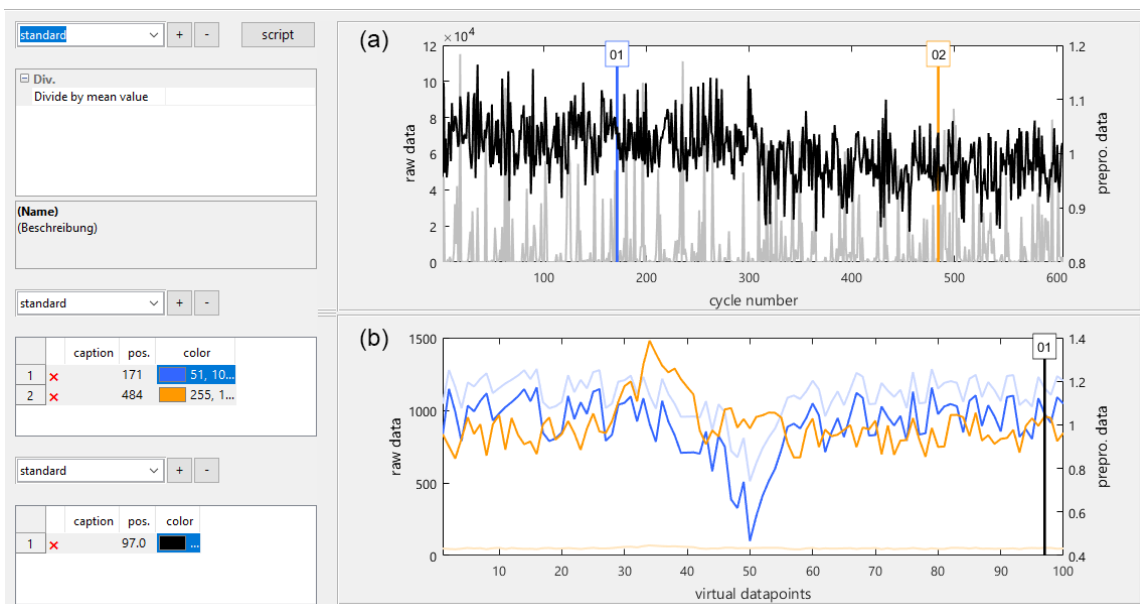 standard + - script
Div.
Divide by mean value
(Name)
(Beschreibung)
standard + -
caption pos. color
1 171 51, 10...
2 484 255, 1...
standard + -
caption pos. color
1 97.0 ...
(a)
×10⁴
12 1.2
10 1.1
8
6 1
4 0.9
2
0 0.8
raw data
prepro. data
01 02
100 200 300 400 500 600
cycle number
(b)
1500 1.4
1.2
1000 1
0.8
500
0.6
0 0.4
raw data
prepro. data
01
10 20 30 40 50 60 70 80 90 100
virtual datapoints